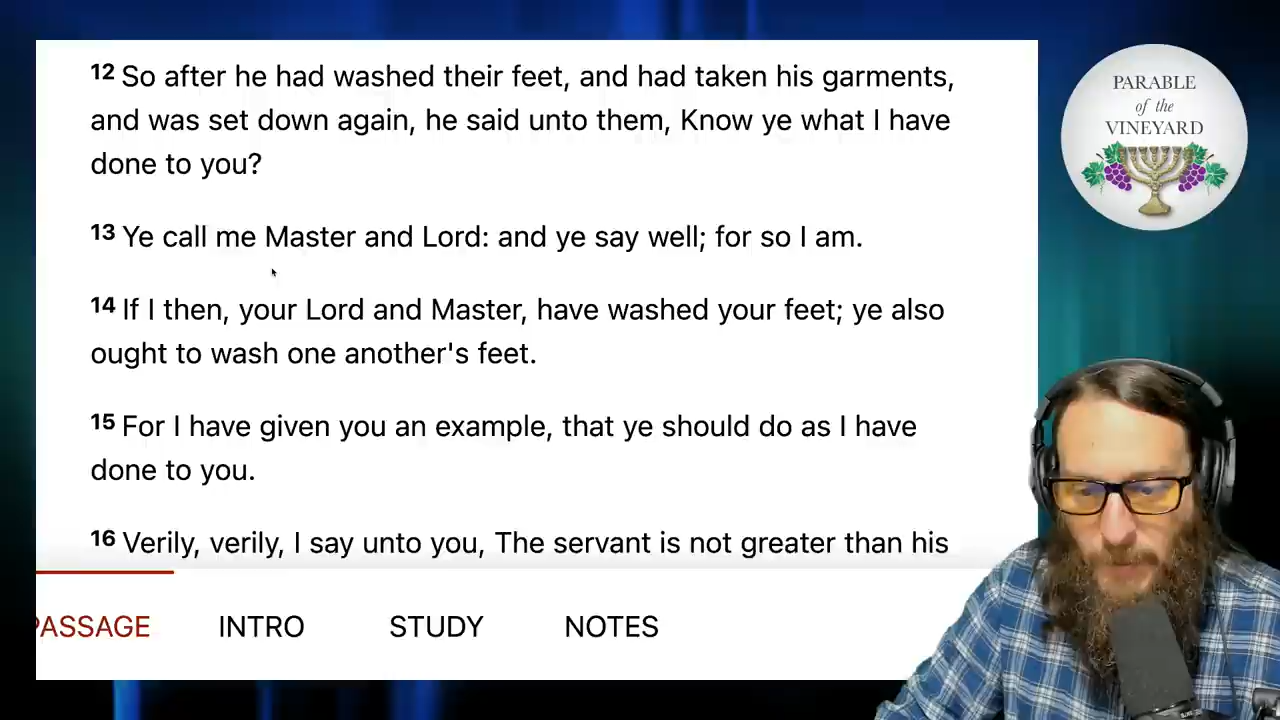 12 So after he had washed their feet, and had taken his garments,
and was set down again, he said unto them, Know ye what I have
done to you?
13 Ye call me Master and Lord: and ye say well; for so I am.
14 If I then, your Lord and Master, have washed your feet; ye also
ought to wash one another's feet.
15 For I have given you an example, that ye should do as I have
done to you.
16 Verily, verily, I say unto you, The servant is not greater than his
PASSAGE INTRO STUDY NOTES
PARABLE
of the
VINEYARD